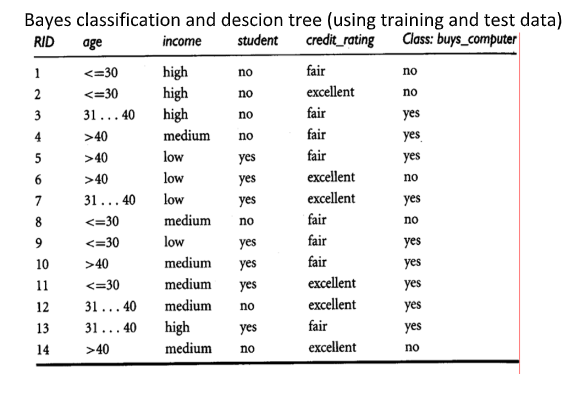 Bayes classification and descion tree (using training and test data)
RID age income student credit_rating Class: buys_computer
1 <=30 high no fair no
2 <=30 high no excellent no
3 31 ... 40 high no fair yes
4 >40 medium no fair yes
5 >40 low yes fair yes
6 >40 low yes excellent no
7 31 ... 40 low yes excellent yes
8 <=30 medium no fair no
9 <=30 low yes fair yes
10 >40 medium yes fair yes
11 <=30 medium yes excellent yes
12 31 ... 40 medium no excellent yes
13 31 ... 40 high yes fair yes
14 >40 medium no excellent no